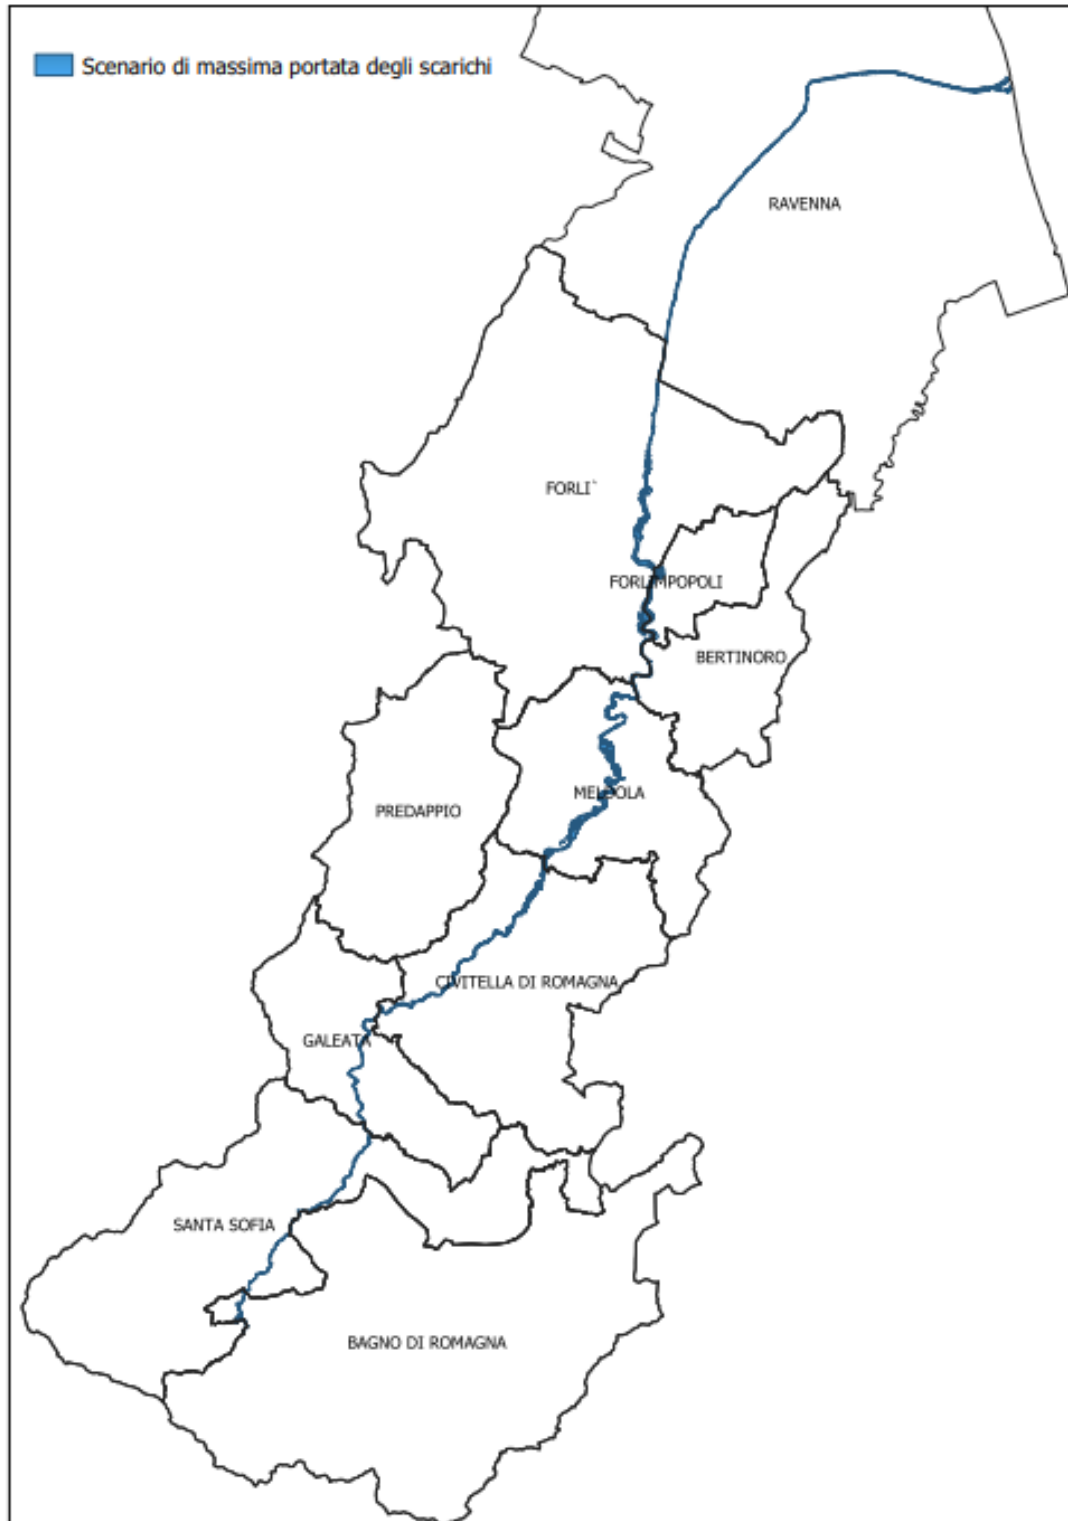 Scenario di massima portata degli scarichi
RAVENNA
FORLI`
FORLIMPOPOLI
BERTINORO
MELDOLA
PREDAPPIO
CIVITELLA DI ROMAGNA
GALEATA
SANTA SOFIA
BAGNO DI ROMAGNA